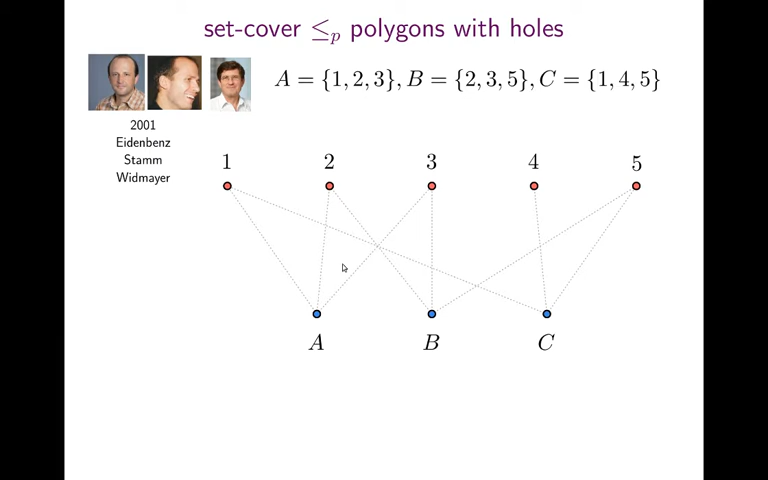 set-cover ≤p polygons with holes
A = {1, 2, 3}, B = {2, 3, 5}, C = {1, 4, 5}
2001
Eidenbenz
Stamm
Widmayer
1 2 3 4 5
A B C